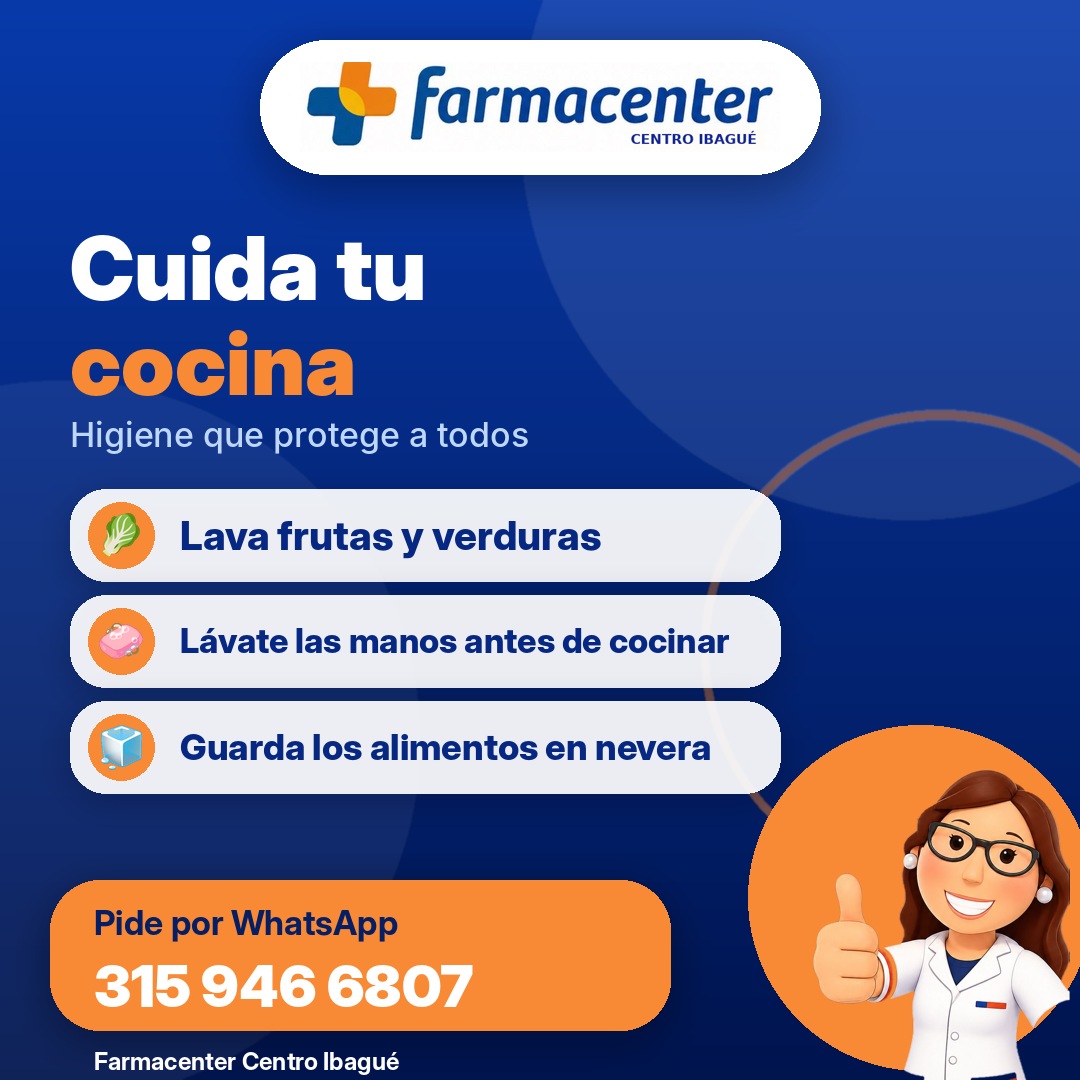 farmacenter
CENTRO IBAGUÉ
Cuida tu
cocina
Higiene que protege a todos
Lava frutas y verduras
Lávate las manos antes de cocinar
Guarda los alimentos en nevera
Pide por WhatsApp
315 946 6807
Farmacenter Centro Ibagué